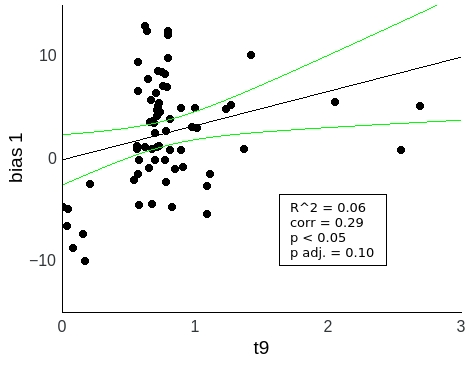 10
0
−10
bias 1
R^2 = 0.06
corr = 0.29
p < 0.05
p adj. = 0.10
0 1 2 3
t9